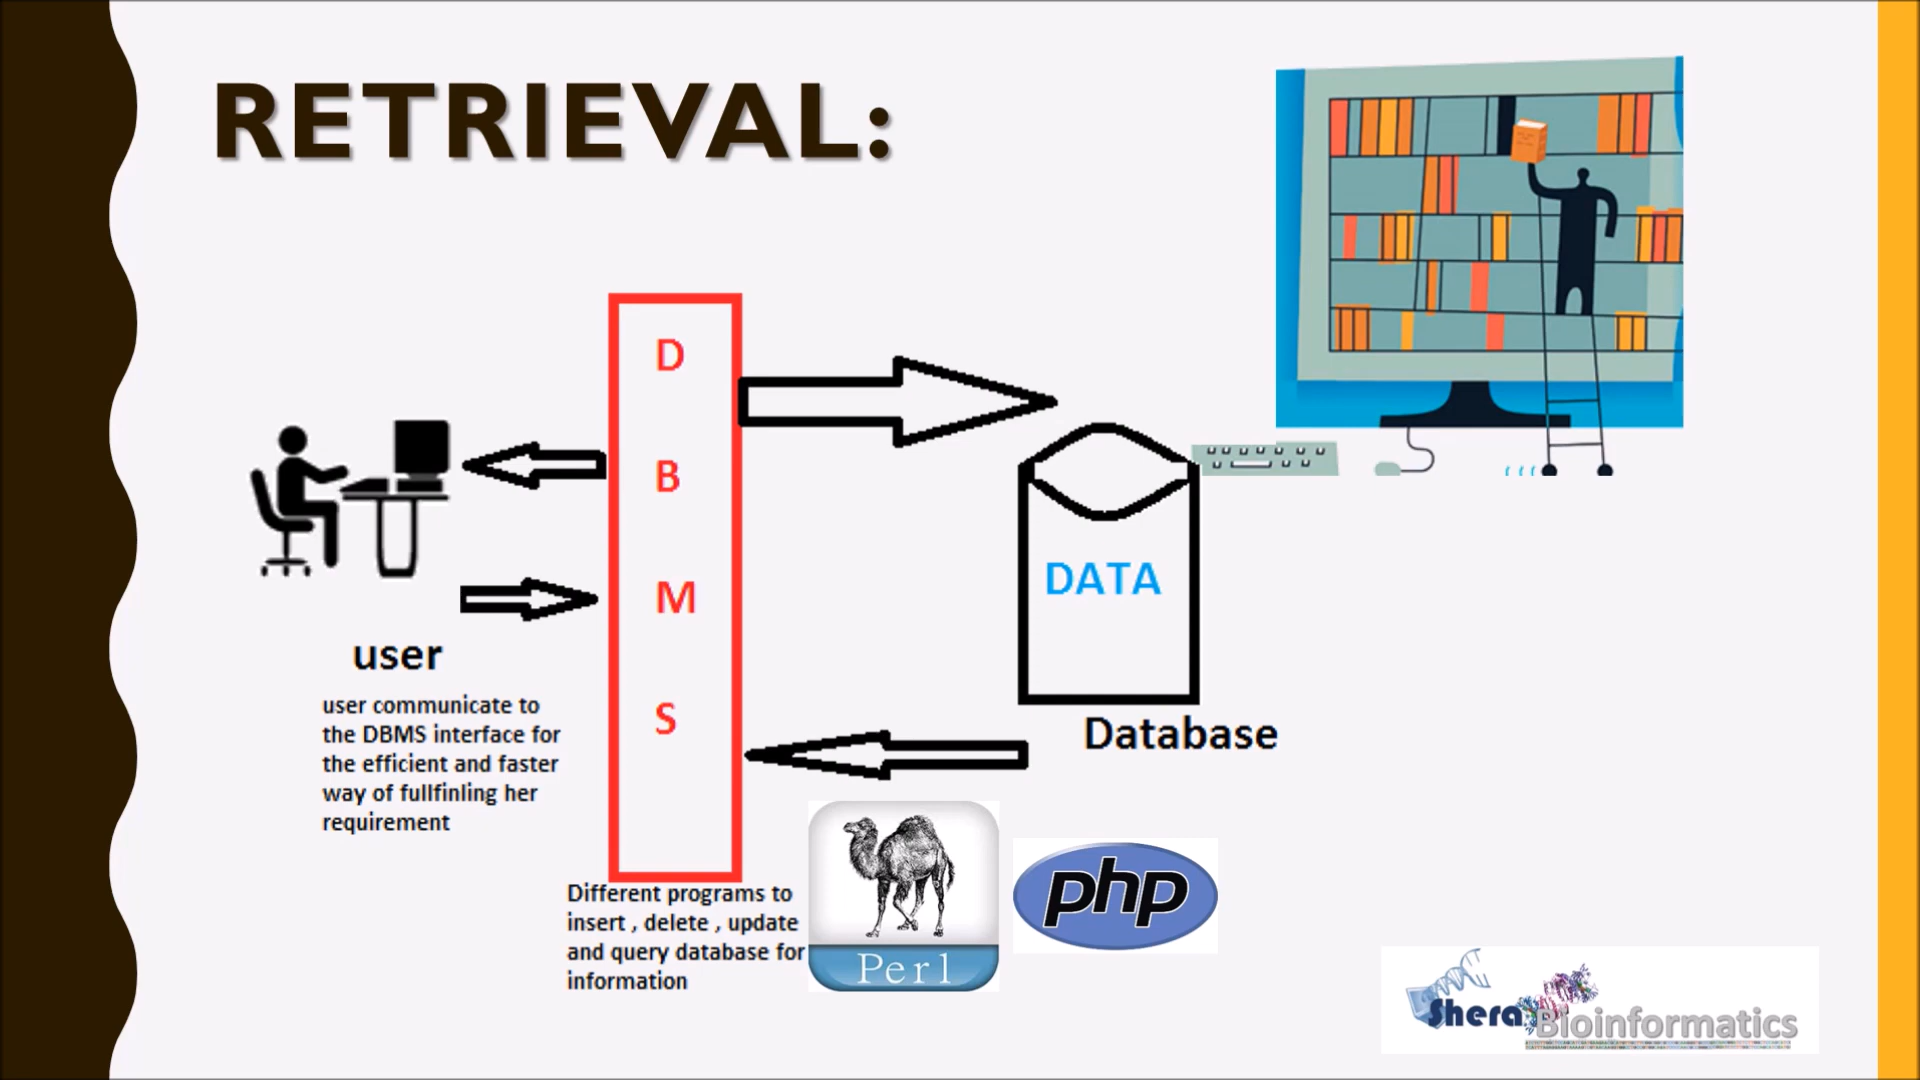 RETRIEVAL:
D
B
M
S
DATA
user
user communicate to
the DBMS interface for
the efficient and faster
way of fullfinling her
requirement
Database
Different programs to
insert , delete , update
and query database for
information
Perl
php
Shera Bioinformatics